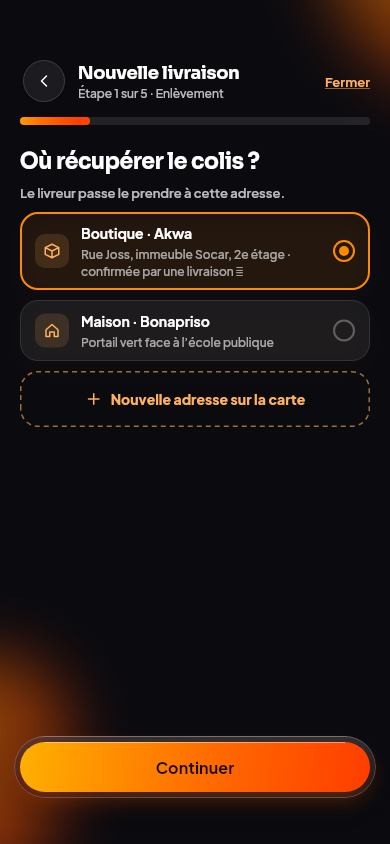 Nouvelle livraison
Étape 1 sur 5 · Enlèvement
Fermer
Où récupérer le colis ?
Le livreur passe le prendre à cette adresse.
Boutique · Akwa
Rue Joss, immeuble Socar, 2e étage ·
confirmée par une livraison
Maison · Bonapriso
Portail vert face à l'école publique
Nouvelle adresse sur la carte
Continuer